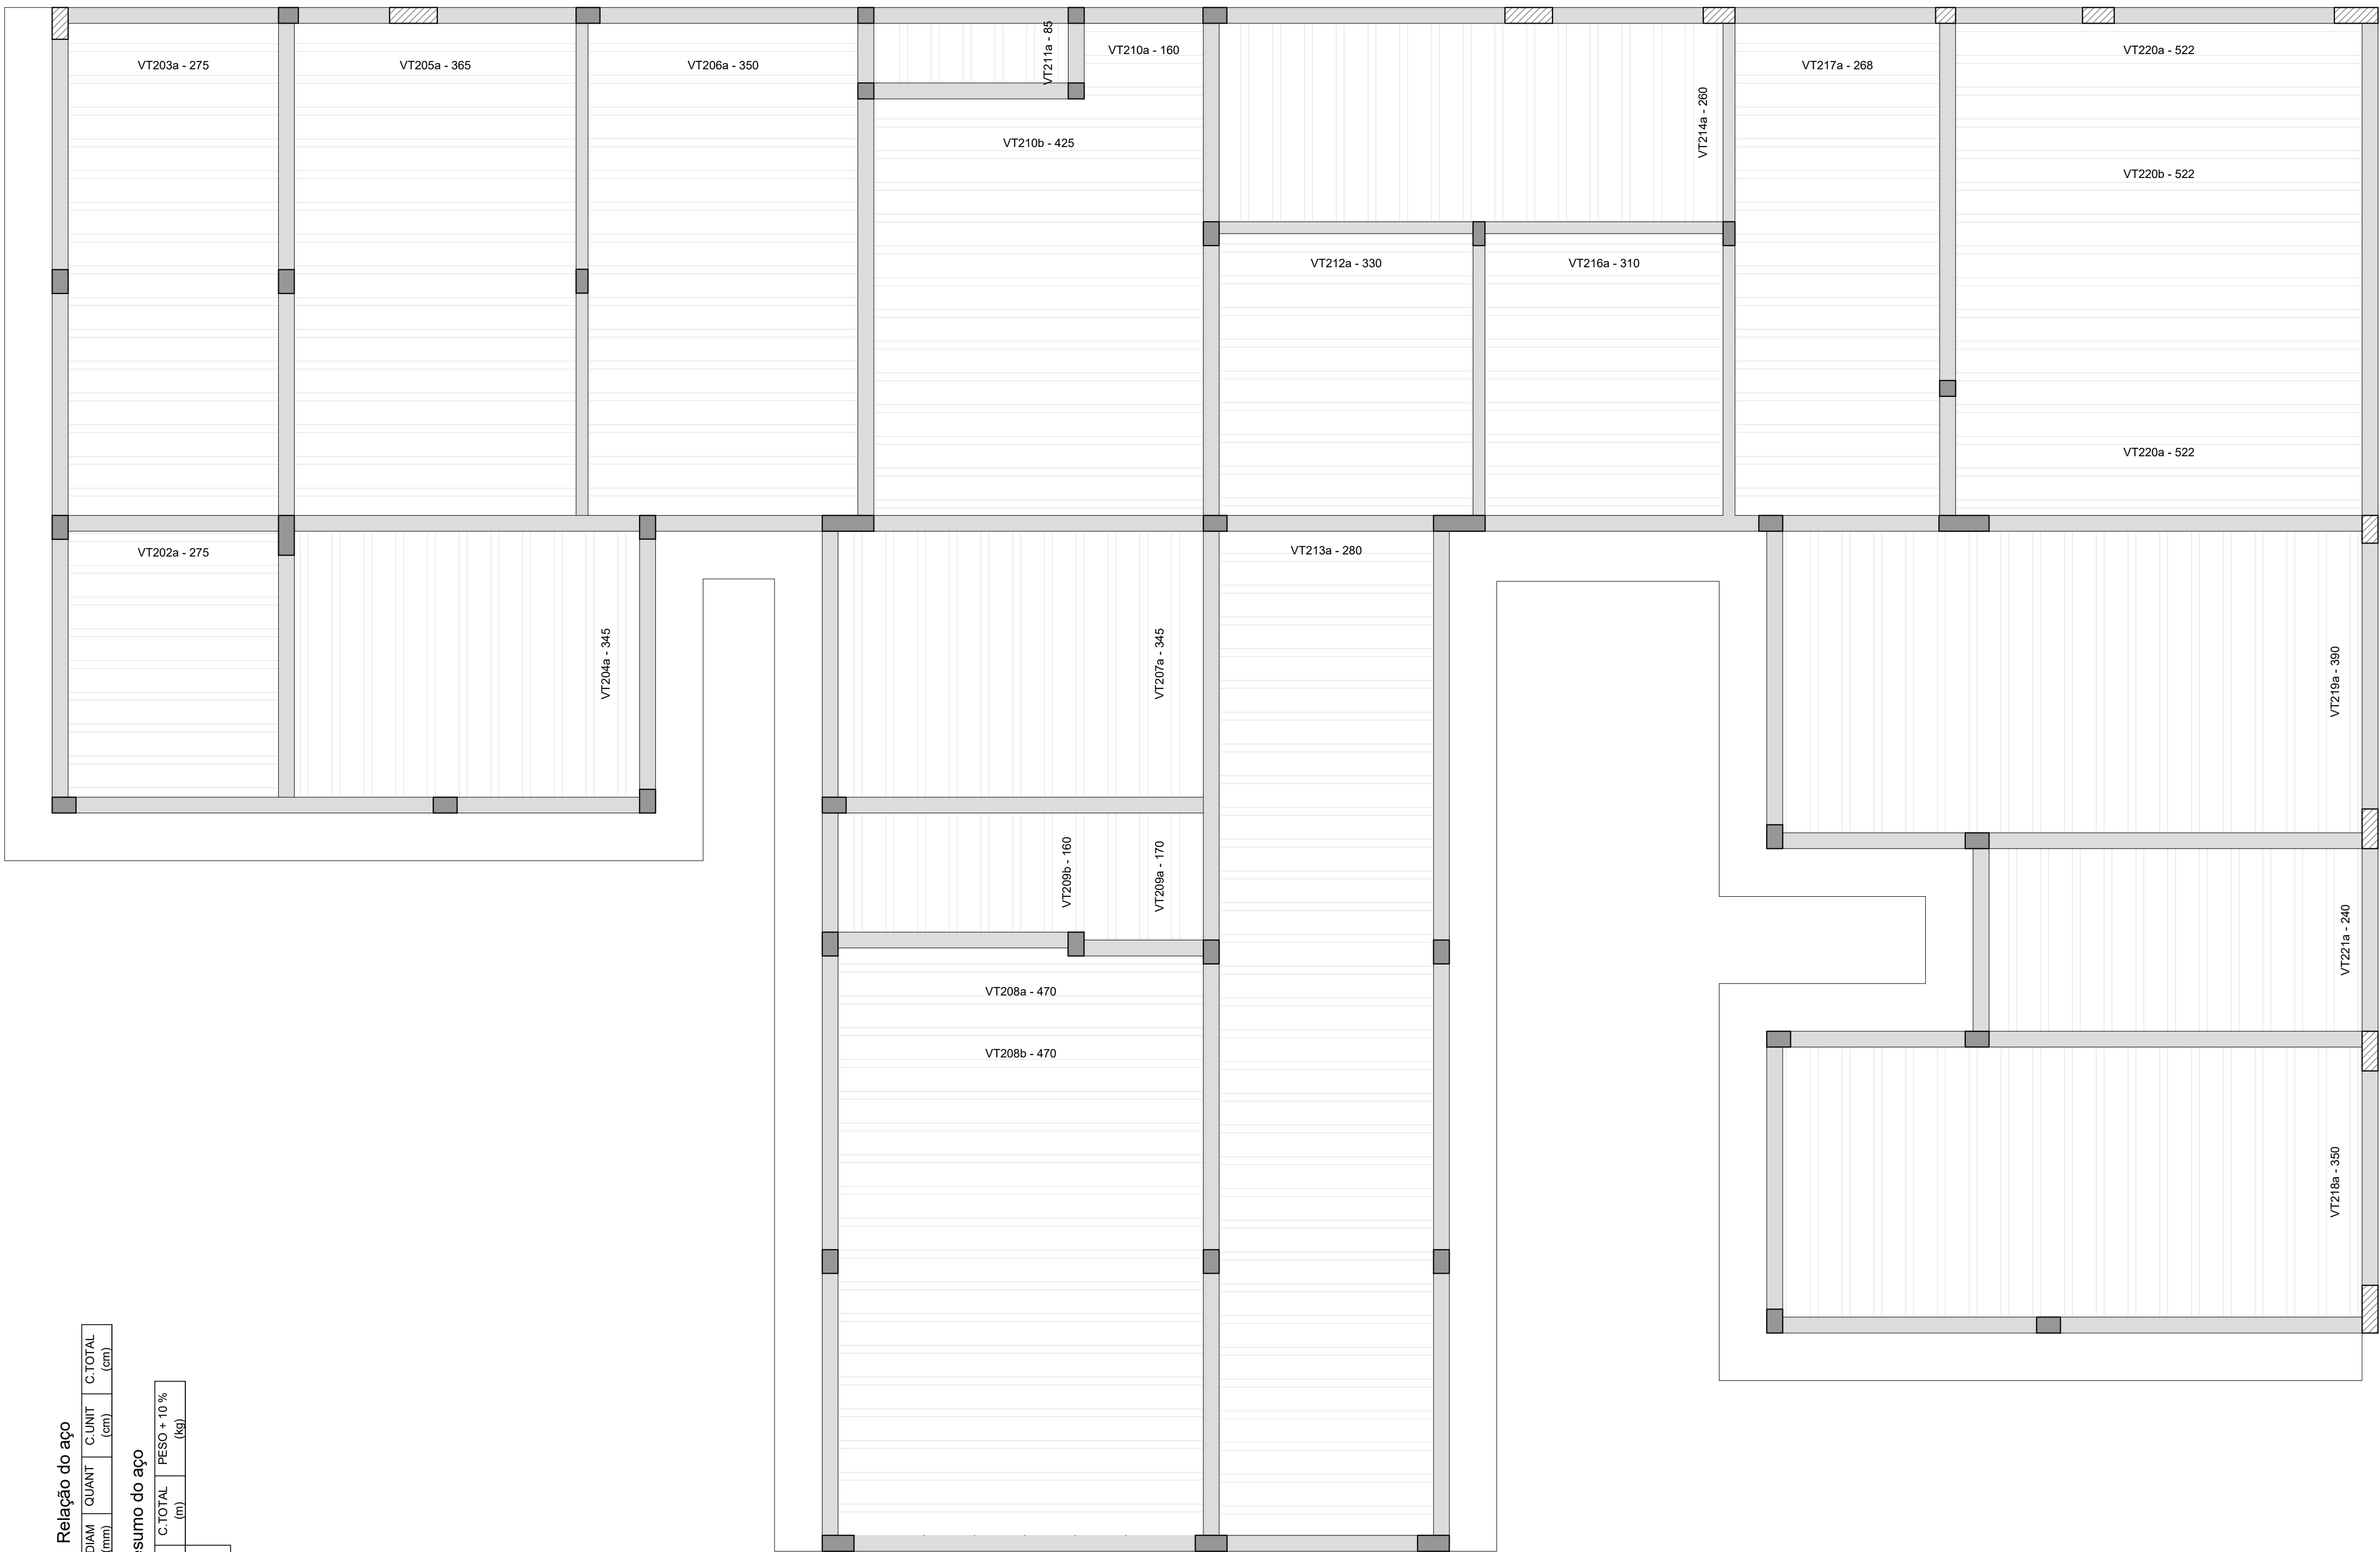 VT203a - 275
VT205a - 365
VT206a - 350
VT211a - 85
VT210a - 160
VT217a - 268
VT220a - 522
VT214a - 260
VT210b - 425
VT220b - 522
VT212a - 330
VT216a - 310
VT220a - 522
VT202a - 275
VT213a - 280
VT204a - 345
VT207a - 345
VT219a - 390
VT209b - 160
VT209a - 170
VT221a - 240
VT208a - 470
VT208b - 470
VT218a - 350
Relação do aço
DIAM
(mm)
QUANT
C.UNIT
(cm)
C.TOTAL
(cm)
sumo do aço
C.TOTAL
(m)
PESO + 10 %
(kg)